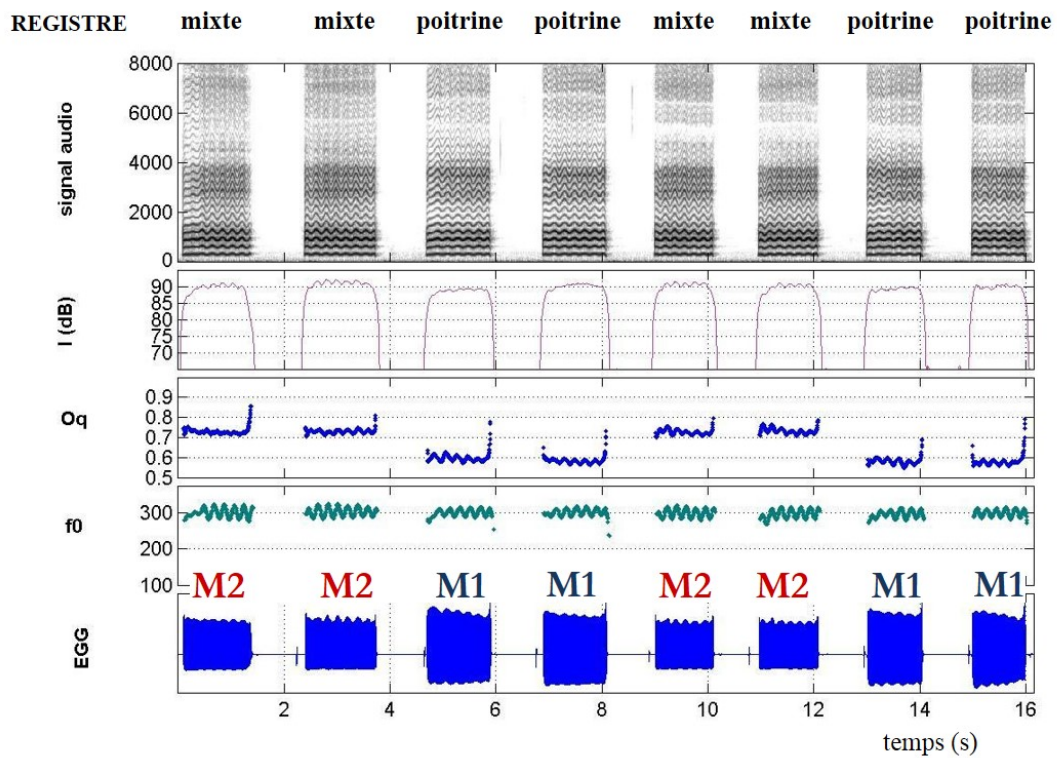 REGISTRE mixte mixte poitrine poitrine mixte mixte poitrine poitrine
signal audio
8000
6000
4000
2000
0
I (dB)
90
85
80
75
70
Oq
0.9
0.8
0.7
0.6
0.5
f0
300
200
100
M2 M2 M1 M1 M2 M2 M1 M1
EGG
2 4 6 8 10 12 14 16
temps (s)